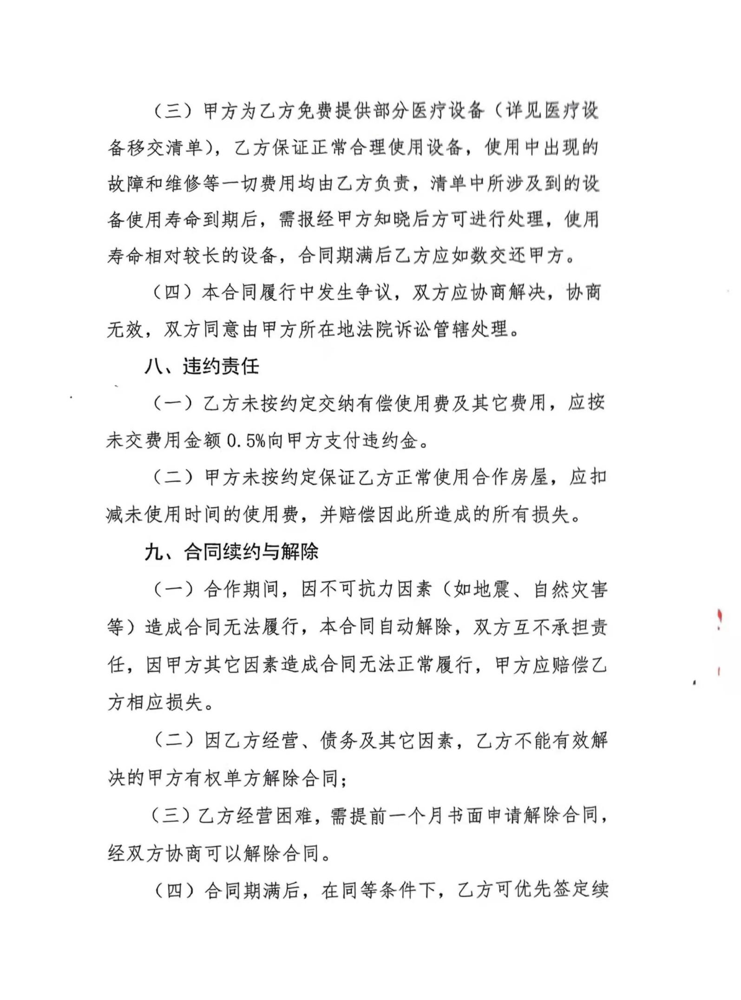 （三）甲方为乙方免费提供部分医疗设备（详见医疗设
备移交清单），乙方保证正常合理使用设备，使用中出现的
故障和维修等一切费用均由乙方负责，清单中所涉及到的设
备使用寿命到期后，需报经甲方知晓后方可进行处理，使用
寿命相对较长的设备，合同期满后乙方应如数交还甲方。
（四）本合同履行中发生争议，双方应协商解决，协商
无效，双方同意由甲方所在地法院诉讼管辖处理。
八、违约责任
（一）乙方未按约定交纳有偿使用费及其它费用，应按
未交费用金额0.5%向甲方支付违约金。
（二）甲方未按约定保证乙方正常使用合作房屋，应扣
减未使用时间的使用费，并赔偿因此所造成的所有损失。
九、合同续约与解除
（一）合作期间，因不可抗力因素（如地震、自然灾害
等）造成合同无法履行，本合同自动解除，双方互不承担责
任，因甲方其它因素造成合同无法正常履行，甲方应赔偿乙
方相应损失。
（二）因乙方经营、债务及其它因素，乙方不能有效解
决的甲方有权单方解除合同；
（三）乙方经营困难，需提前一个月书面申请解除合同，
经双方协商可以解除合同。
（四）合同期满后，在同等条件下，乙方可优先签定续